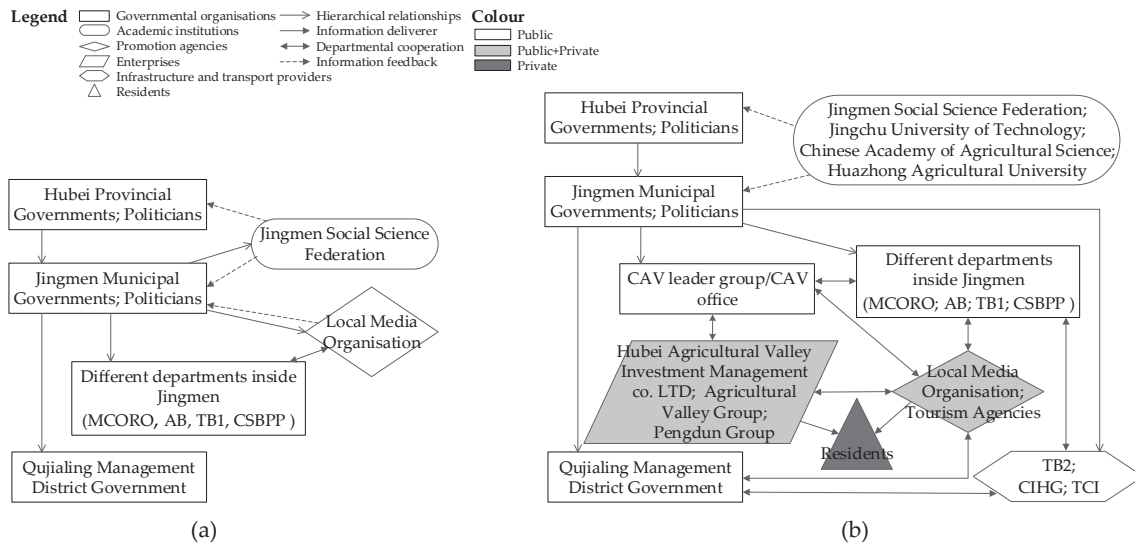 Legend
Governmental organisations
Academic institutions
Promotion agencies
Enterprises
Infrastructure and transport providers
Residents
Hierarchical relationships
Information deliverer
Departmental cooperation
Information feedback
Colour
Public
Public+Private
Private
Hubei Provincial
Governments; Politicians
Jingmen Social Science
Federation
Jingmen Municipal
Governments; Politicians
Local Media
Organisation
Different departments inside
Jingmen
(MCORO, AB, TB1, CSBPP )
Qujialing Management
District Government
(a)
Hubei Provincial
Governments; Politicians
Jingmen Social Science Federation;
Jingchu University of Technology;
Chinese Academy of Agricultural Science;
Huazhong Agricultural University
Jingmen Municipal
Governments; Politicians
CAV leader group/CAV
office
Different departments
inside Jingmen
(MCORO; AB; TB1; CSBPP )
Hubei Agricultural Valley
Investment Management
co. LTD; Agricultural
Valley Group;
Pengdun Group
Local Media
Organisation;
Tourism Agencies
Residents
Qujialing Management
District Government
TB2;
CIHG; TCI
(b)